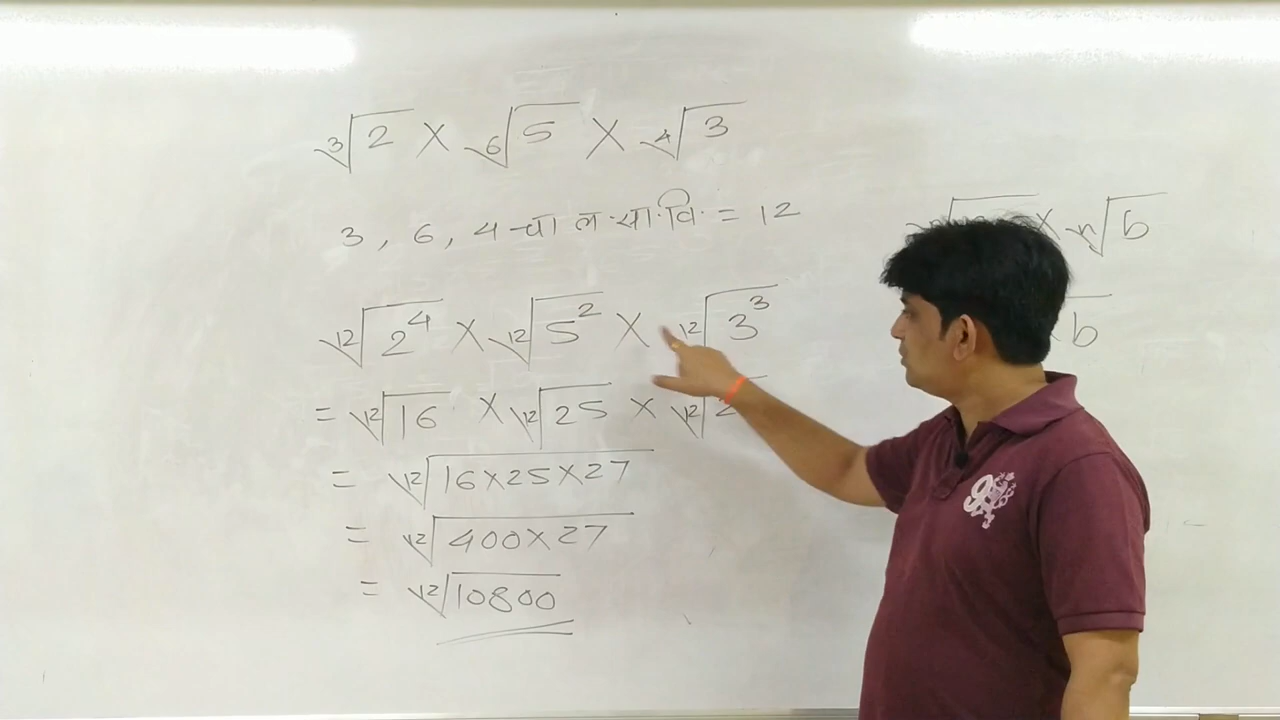 ∛2 × ⁶√5 × ⁴√3
3, 6, 4 चा ल.सा.वि. = 12
¹²√2⁴ × ¹²√5² × ¹²√3³
= ¹²√16 × ¹²√25 × ¹²√2
= ¹²√16×25×27
= ¹²√400×27
= ¹²√10800
× ⁿ√b
b